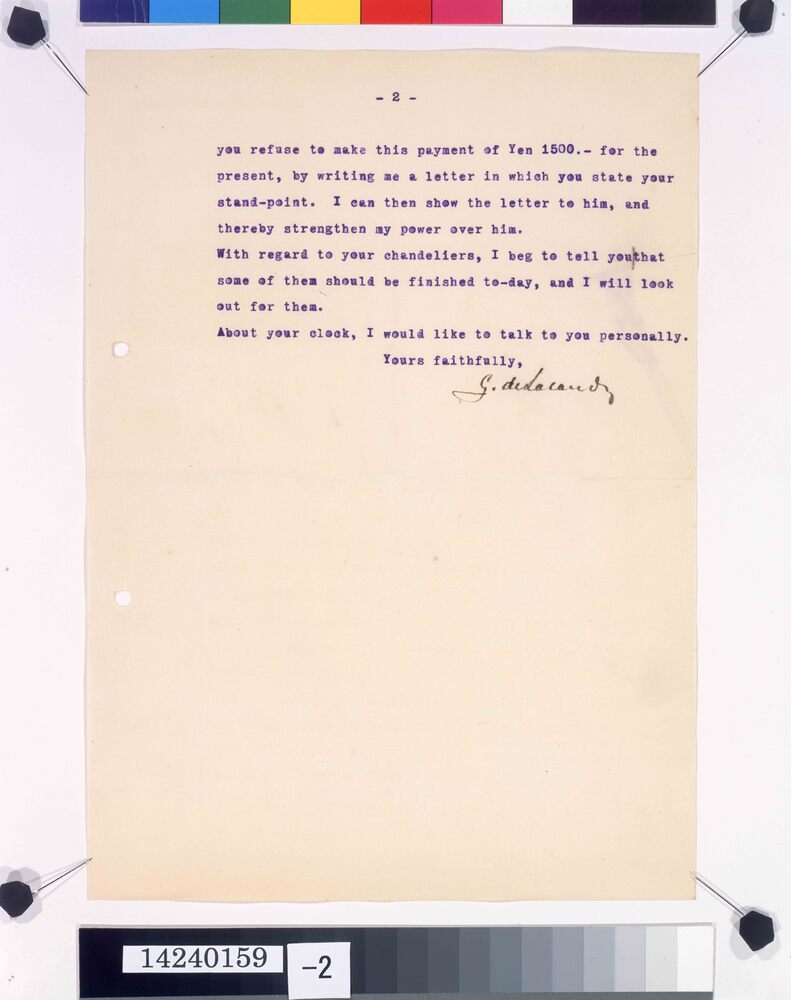 - 2 -
you refuse to make this payment of Yen 1500.- for the
present, by writing me a letter in which you state your
stand-point. I can then show the letter to him, and
thereby strengthen my power over him.
With regard to your chandeliers, I beg to tell you|that
some of them should be finished to-day, and I will look
out for them.
About your clock, I would like to talk to you personally.
Yours faithfully,
G. de Lalande
14240159
-2